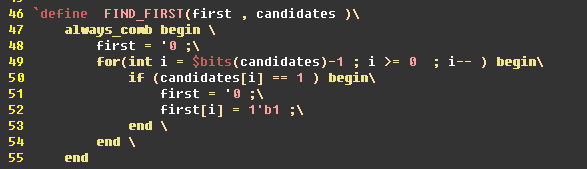 46 `define  FIND_FIRST(first , candidates )\
47     always_comb begin \
48         first = '0 ;\
49         for(int i = $bits(candidates)-1 ; i >= 0  ; i-- ) begin\
50             if (candidates[i] == 1 ) begin\
51                 first = '0 ;\
52                 first[i] = 1'b1 ;\
53             end \
54         end \
55     end